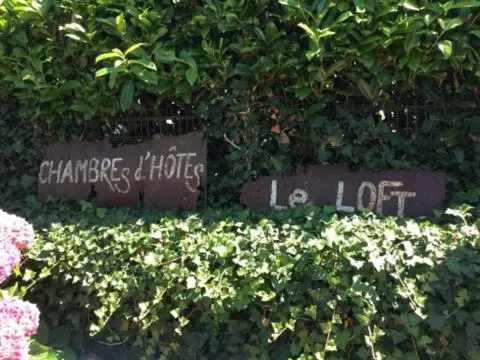 CHAMBRES d'HÔTES
Le LOFT